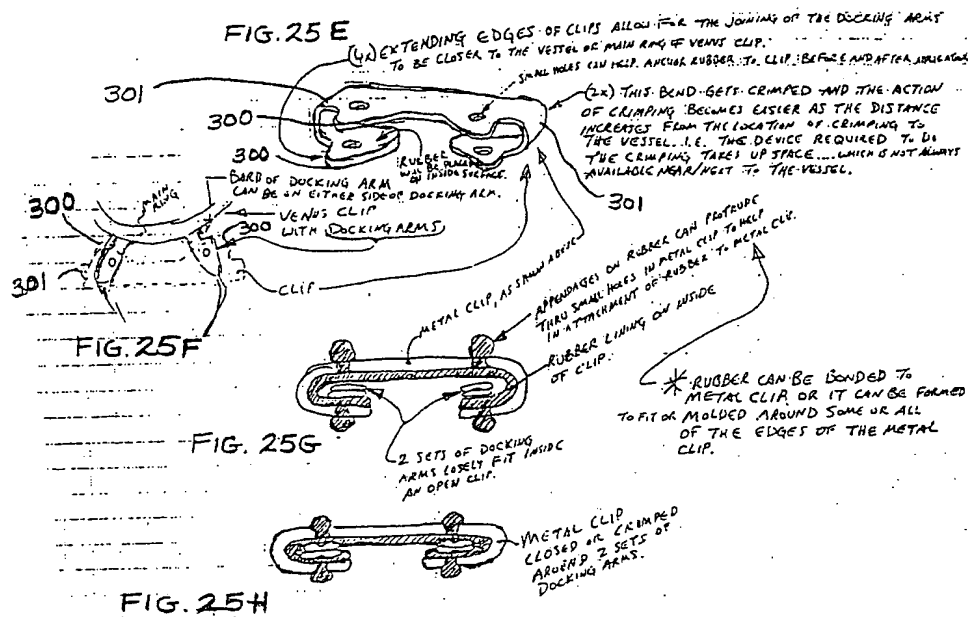 FIG. 25 E
(4x) EXTENDING EDGES OF CLIPS ALLOW FOR THE JOINING OF THE DOCKING ARMS
TO BE CLOSER TO THE VESSEL OR MAIN RING OF VENUS CLIP.
SMALL HOLES CAN HELP ANCHOR RUBBER TO CLIP BEFORE AND AFTER APPLICATION
301
300
300
(2x) THIS BEND GETS CRIMPED AND THE ACTION
OF CRIMPING BECOMES EASIER AS THE DISTANCE
INCREASES FROM THE LOCATION OF CRIMPING TO
THE VESSEL. I.E. THE DEVICE REQUIRED TO DO
THE CRIMPING TAKES UP SPACE .... WHICH IS NOT ALWAYS
AVAILABLE NEAR/NEXT TO THE VESSEL.
RUBBER
WILL BE PLACED
ON INSIDE SURFACE.
301
BARB OF DOCKING ARM
CAN BE ON EITHER SIDE OF DOCKING ARM.
MAIN
RING
300
VENUS CLIP
300 WITH DOCKING ARMS
301
CLIP
FIG. 25F
METAL CLIP, AS SHOWN ABOVE
APPENDAGES ON RUBBER CAN PROTRUDE
THRU SMALL HOLES IN METAL CLIP TO HELP
IN ATTACHMENT OF RUBBER TO METAL CLIP.
RUBBER LINING ON INSIDE
OF CLIP.
* RUBBER CAN BE BONDED TO
METAL CLIP OR IT CAN BE FORMED
TO FIT OR MOLDED AROUND SOME OR ALL
OF THE EDGES OF THE METAL
CLIP.
FIG. 25G
2 SETS OF DOCKING
ARMS LOSELY FIT INSIDE
AN OPEN CLIP.
METAL CLIP
CLOSED OR CRIMPED
AROUND 2 SETS OF
DOCKING ARMS.
FIG. 25H